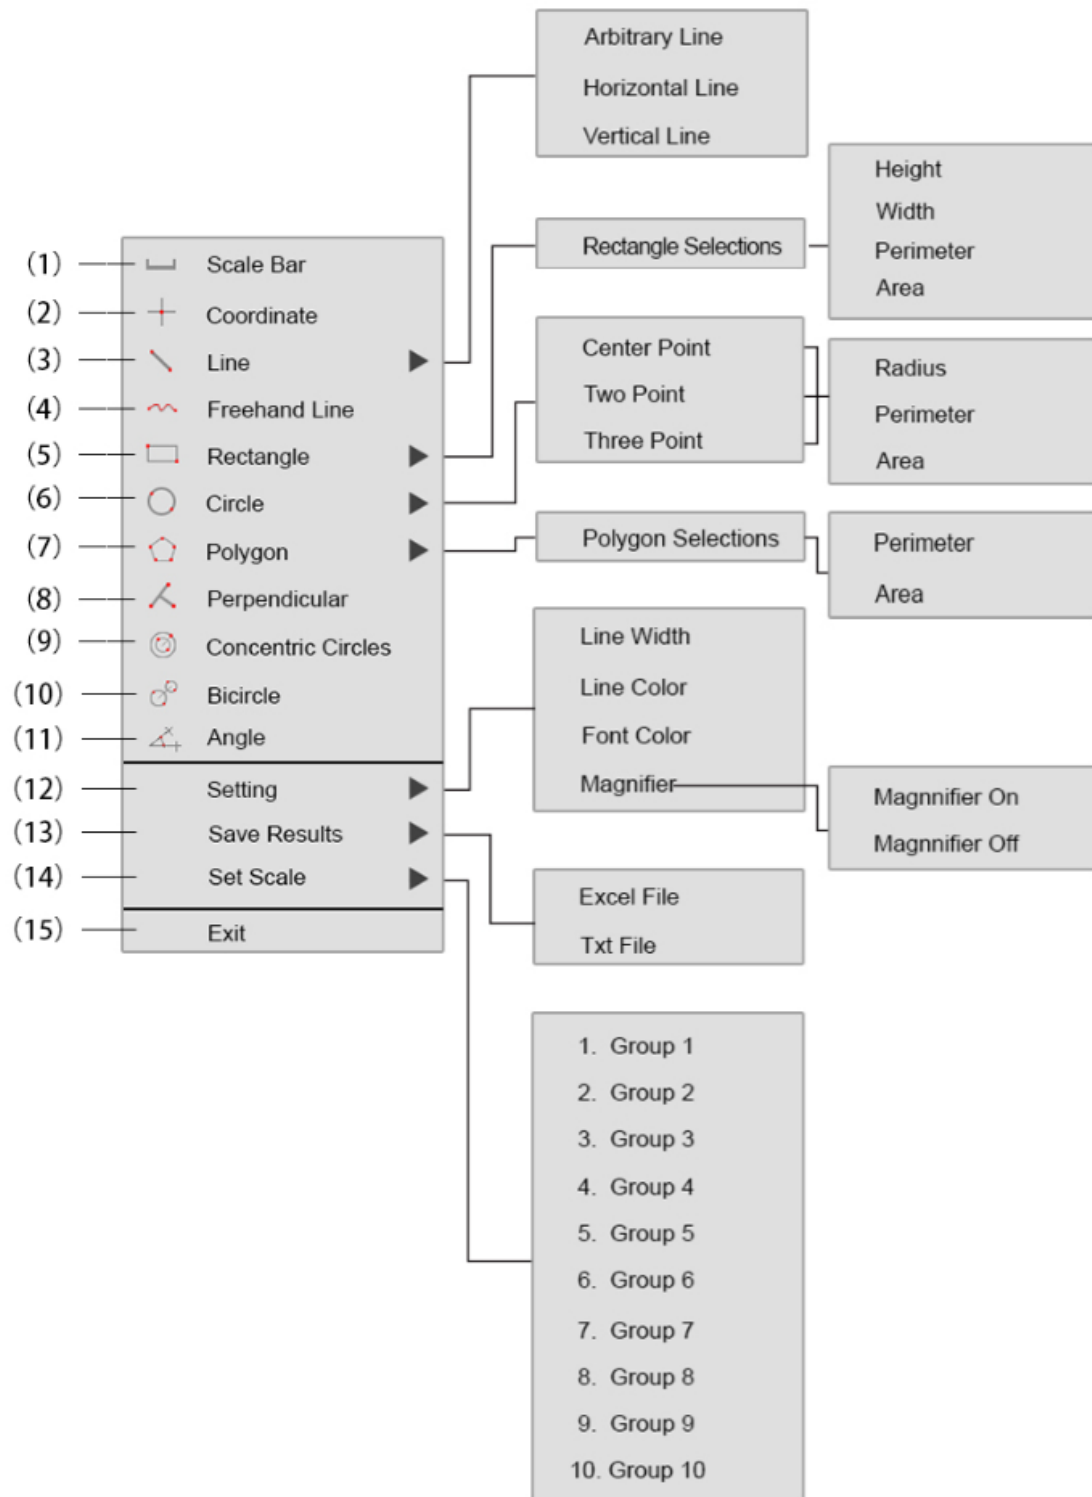 Arbitrary Line
Horizontal Line
Vertical Line
Height
Width
Perimeter
Area
Rectangle Selections
(1) Scale Bar
(2) Coordinate
(3) Line
(4) Freehand Line
(5) Rectangle
(6) Circle
(7) Polygon
(8) Perpendicular
(9) Concentric Circles
(10) Bicircle
(11) Angle
(12) Setting
(13) Save Results
(14) Set Scale
(15) Exit
Center Point
Two Point
Three Point
Radius
Perimeter
Area
Polygon Selections
Perimeter
Area
Line Width
Line Color
Font Color
Magnifier
Magnnifier On
Magnnifier Off
Excel File
Txt File
1. Group 1
2. Group 2
3. Group 3
4. Group 4
5. Group 5
6. Group 6
7. Group 7
8. Group 8
9. Group 9
10. Group 10